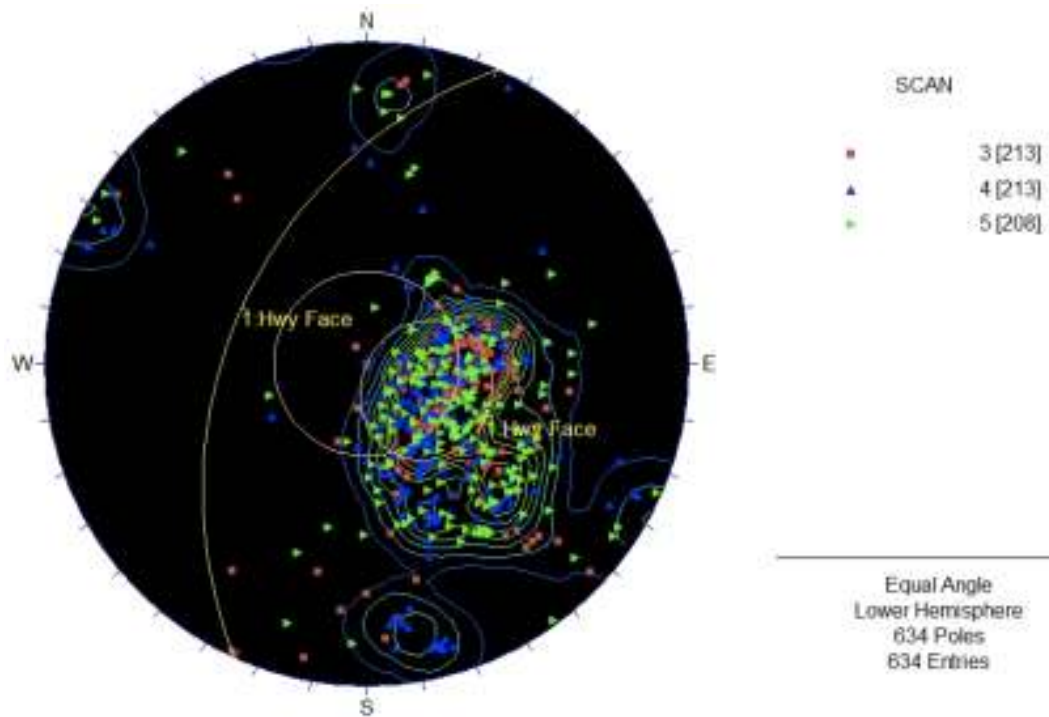 N
SCAN
3 [213]
4 [213]
5 [208]
1 Hwy Face
W
E
1 Hwy Face
S
Equal Angle
Lower Hemisphere
634 Poles
634 Entries